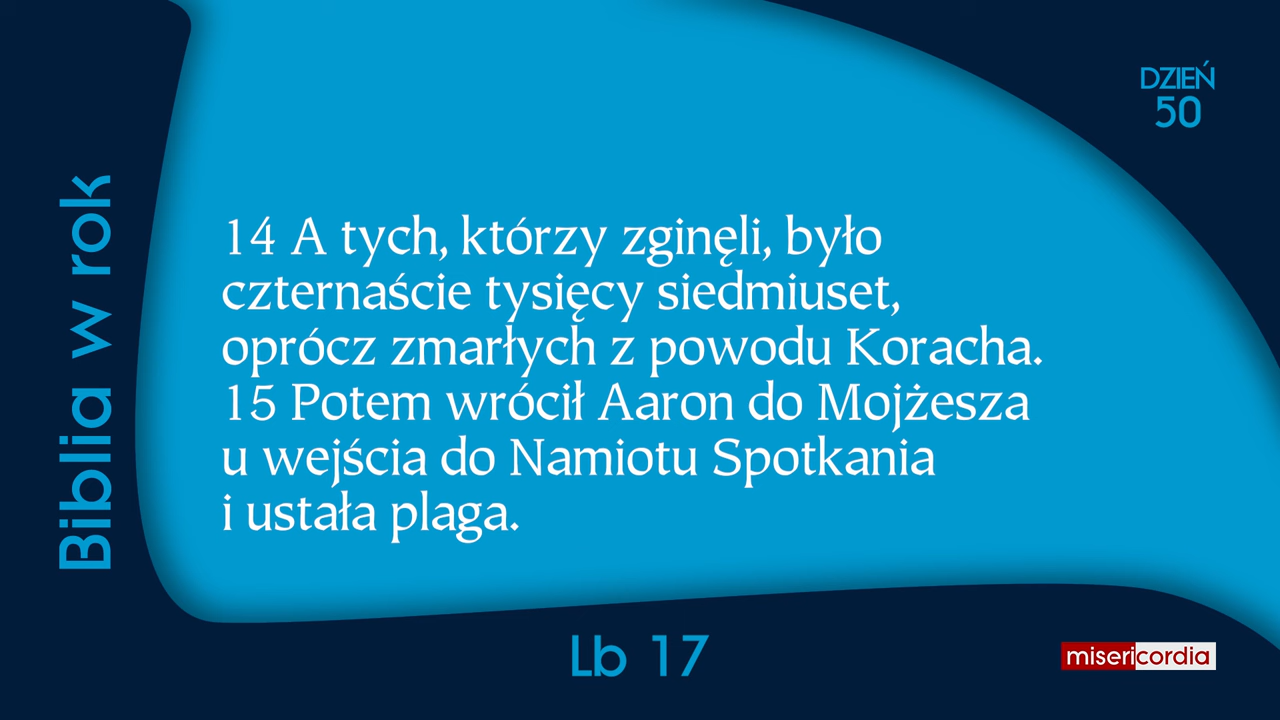 DZIEŃ
50
Biblia w rok
14 A tych, którzy zginęli, było
czternaście tysięcy siedmiuset,
oprócz zmarłych z powodu Koracha.
15 Potem wrócił Aaron do Mojżesza
u wejścia do Namiotu Spotkania
i ustała plaga.
Lb 17
misericordia